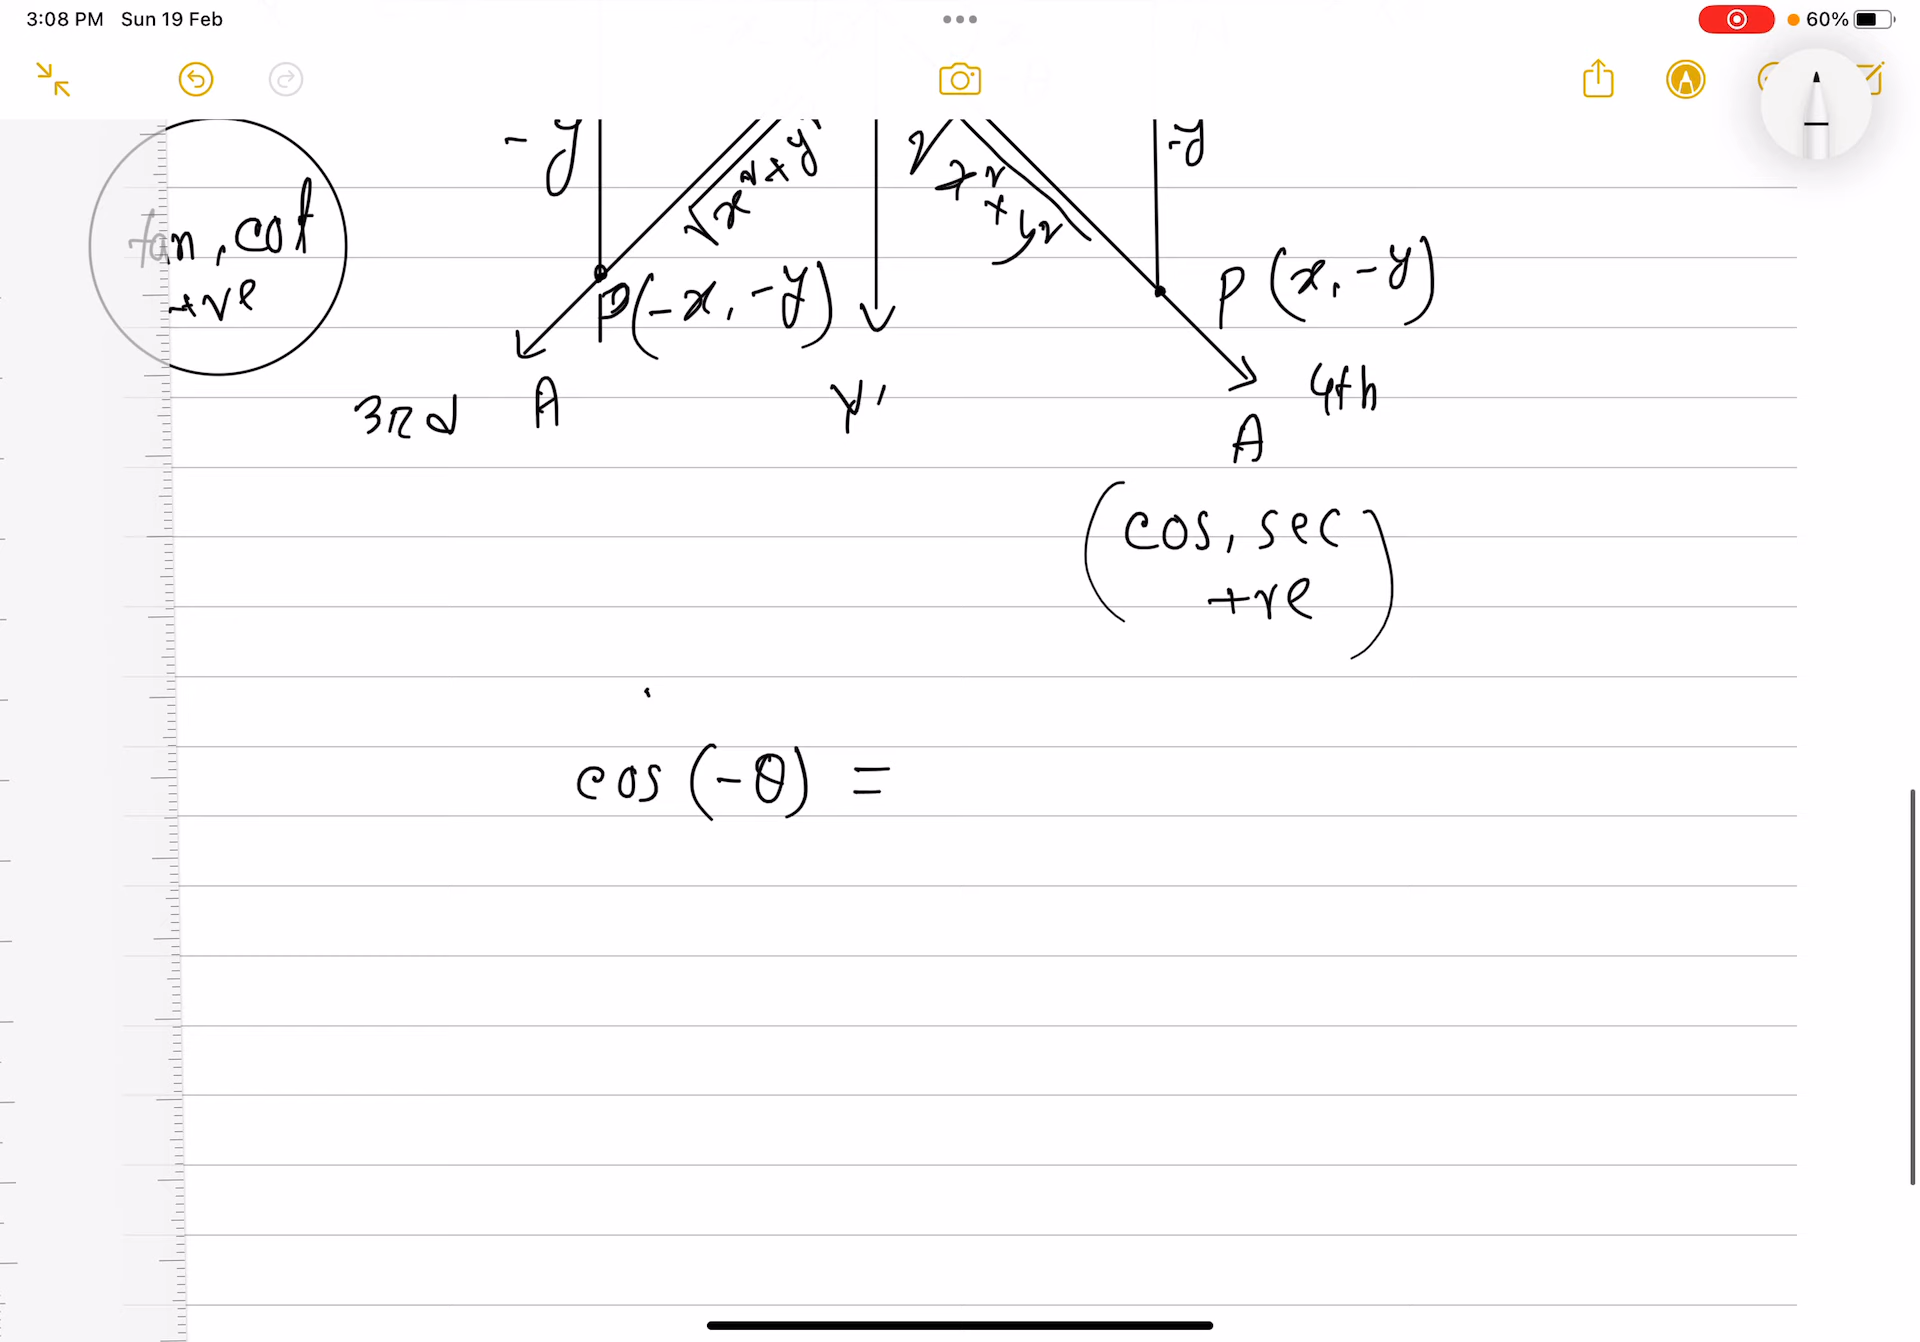 3:08 PM Sun 19 Feb
60%
-y
√x²+y
√x²+y²
-y
tan, cot
+ve
P(-x, -y)
P(x, -y)
3rd
A
Y'
A
4th
(cos, sec
+ve)
cos(-θ) =